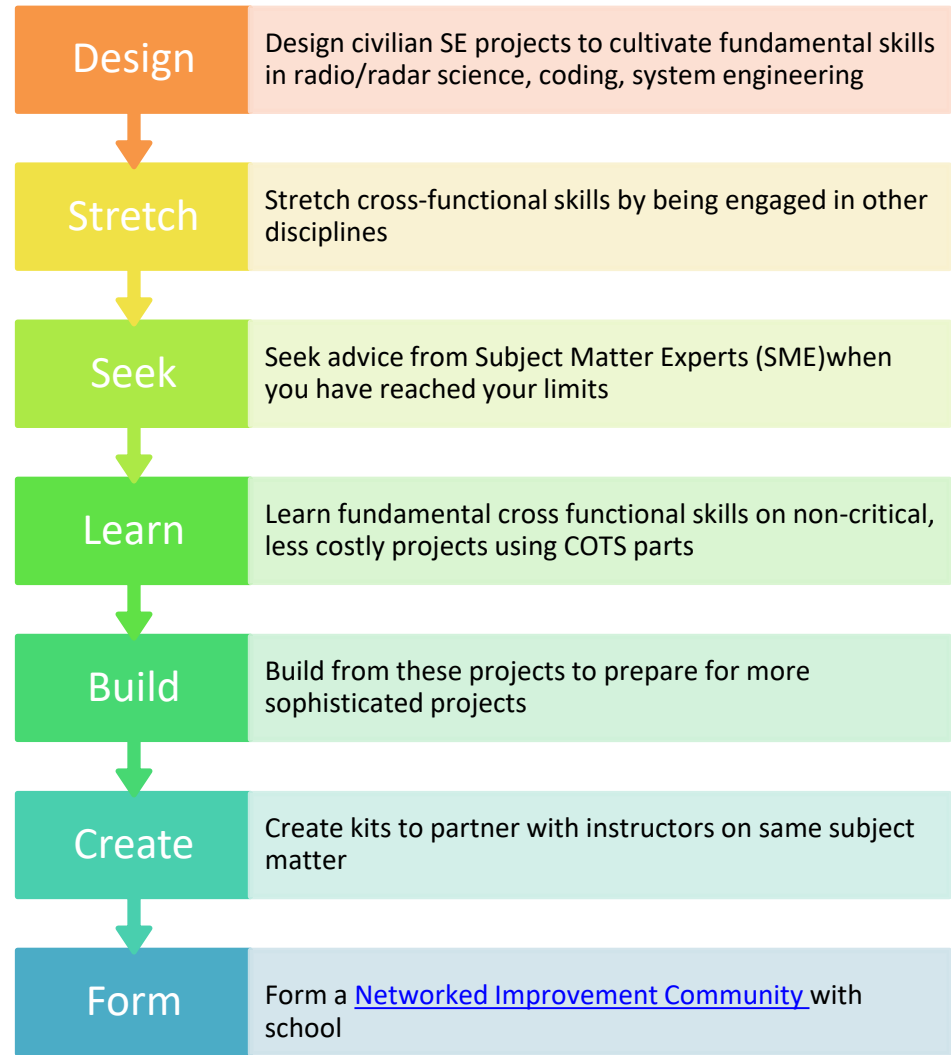 Design
Design civilian SE projects to cultivate fundamental skills
in radio/radar science, coding, system engineering
Stretch
Stretch cross-functional skills by being engaged in other
disciplines
Seek
Seek advice from Subject Matter Experts (SME)when
you have reached your limits
Learn
Learn fundamental cross functional skills on non-critical,
less costly projects using COTS parts
Build
Build from these projects to prepare for more
sophisticated projects
Create
Create kits to partner with instructors on same subject
matter
Form
Form a Networked Improvement Community with
school